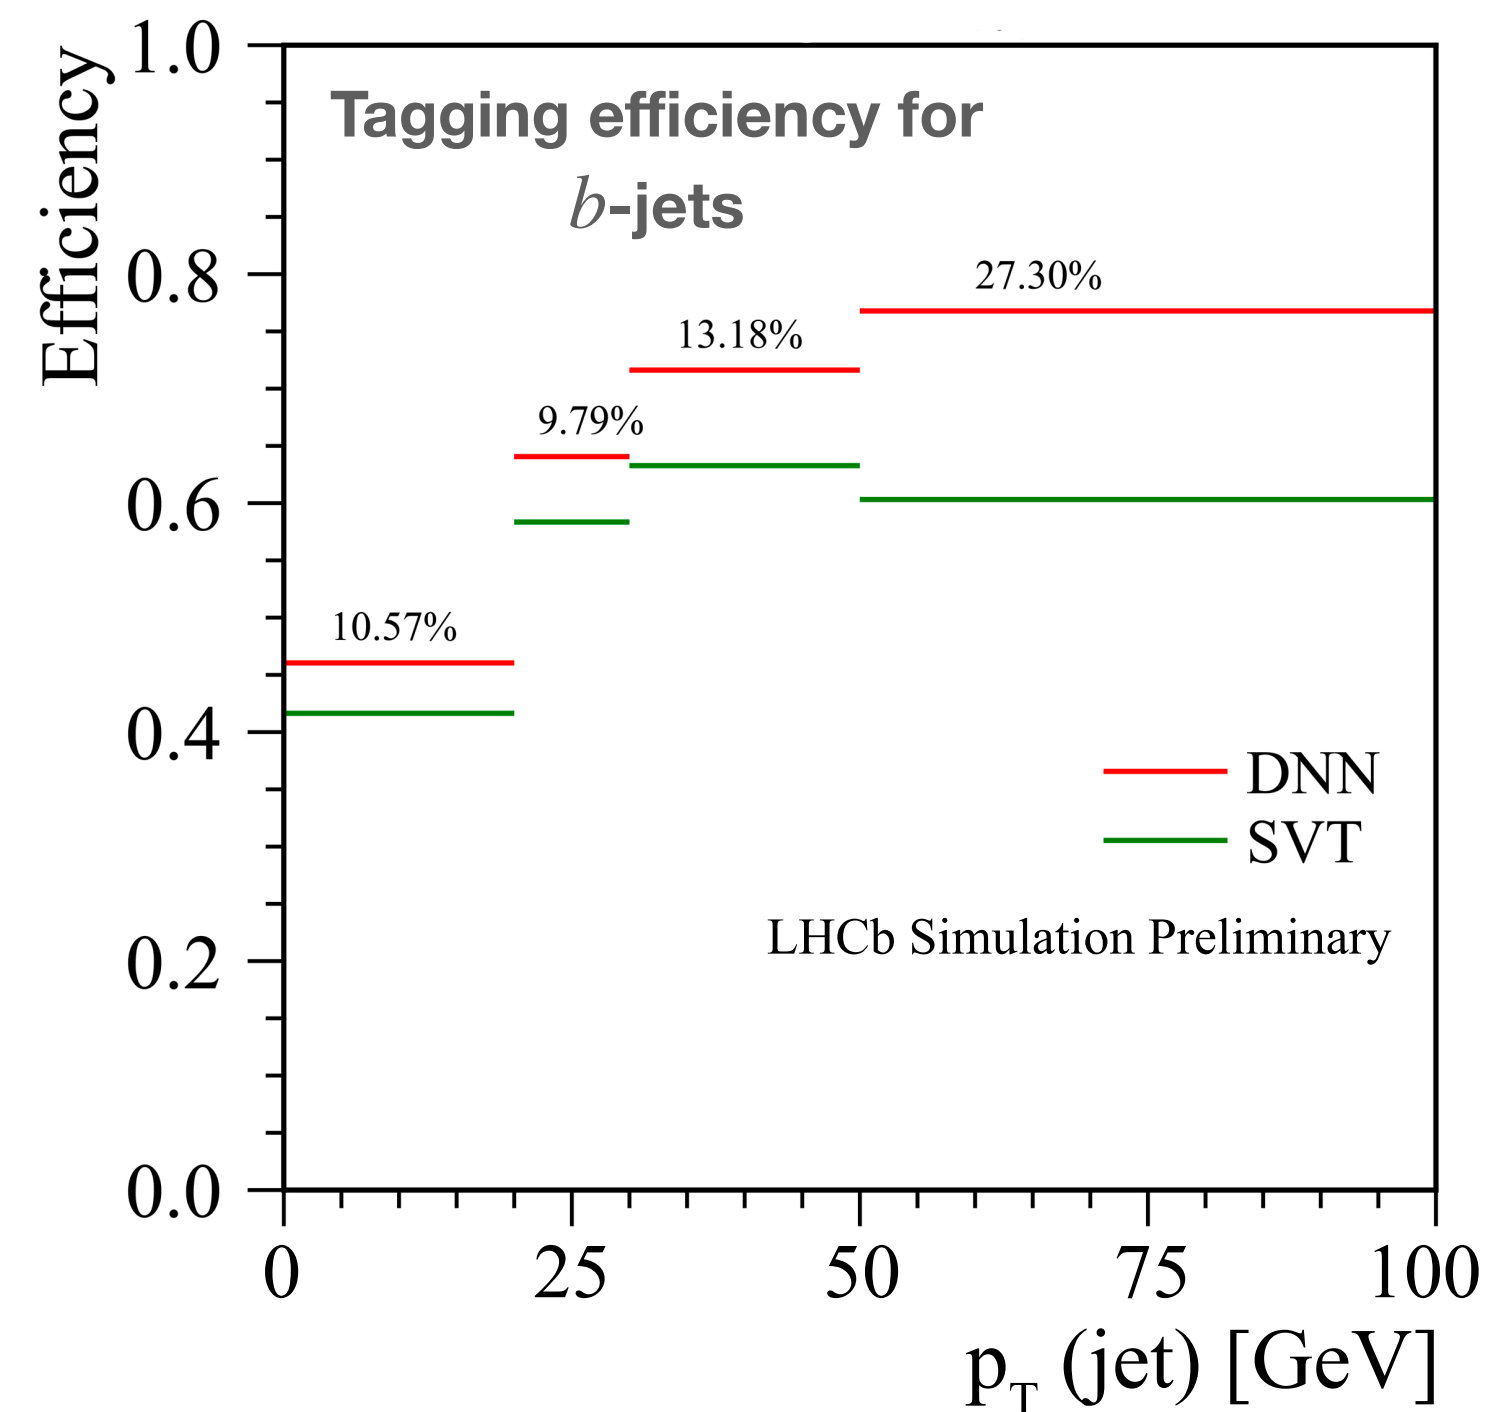 Efficiency
1.0
0.8
0.6
0.4
0.2
0.0
Tagging efficiency for
b-jets
27.30%
13.18%
9.79%
10.57%
DNN
SVT
LHCb Simulation Preliminary
0 25 50 75 100
p_T (jet) [GeV]